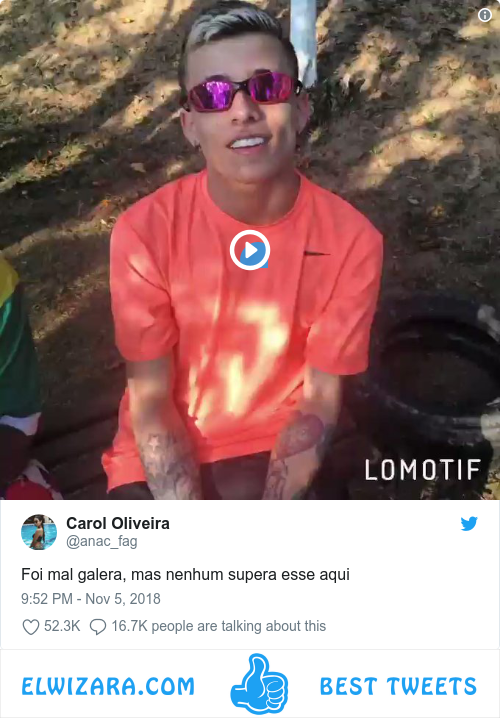 LOMOTIF
Carol Oliveira
@anac_fag
Foi mal galera, mas nenhum supera esse aqui
9:52 PM - Nov 5, 2018
52.3K 16.7K people are talking about this
ELWIZARA.COM BEST TWEETS